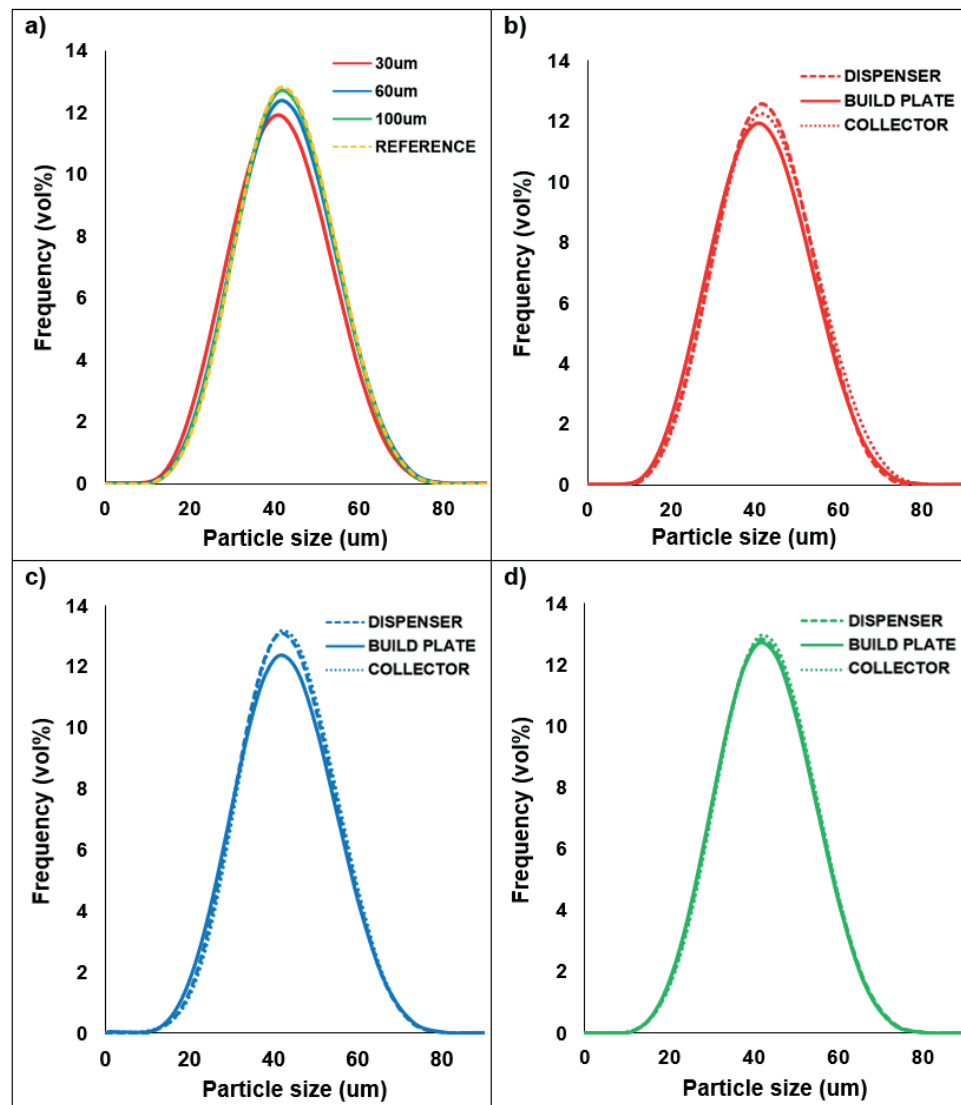 a)
14
12
10
8
6
4
2
0
0 20 40 60 80
Frequency (vol%)
Particle size (um)
30um
60um
100um
REFERENCE
b)
14
12
10
8
6
4
2
0
0 20 40 60 80
Frequency (vol%)
Particle size (um)
DISPENSER
BUILD PLATE
COLLECTOR
c)
14
12
10
8
6
4
2
0
0 20 40 60 80
Frequency (vol%)
Particle size (um)
DISPENSER
BUILD PLATE
COLLECTOR
d)
14
12
10
8
6
4
2
0
0 20 40 60 80
Frequency (vol%)
Particle size (um)
DISPENSER
BUILD PLATE
COLLECTOR